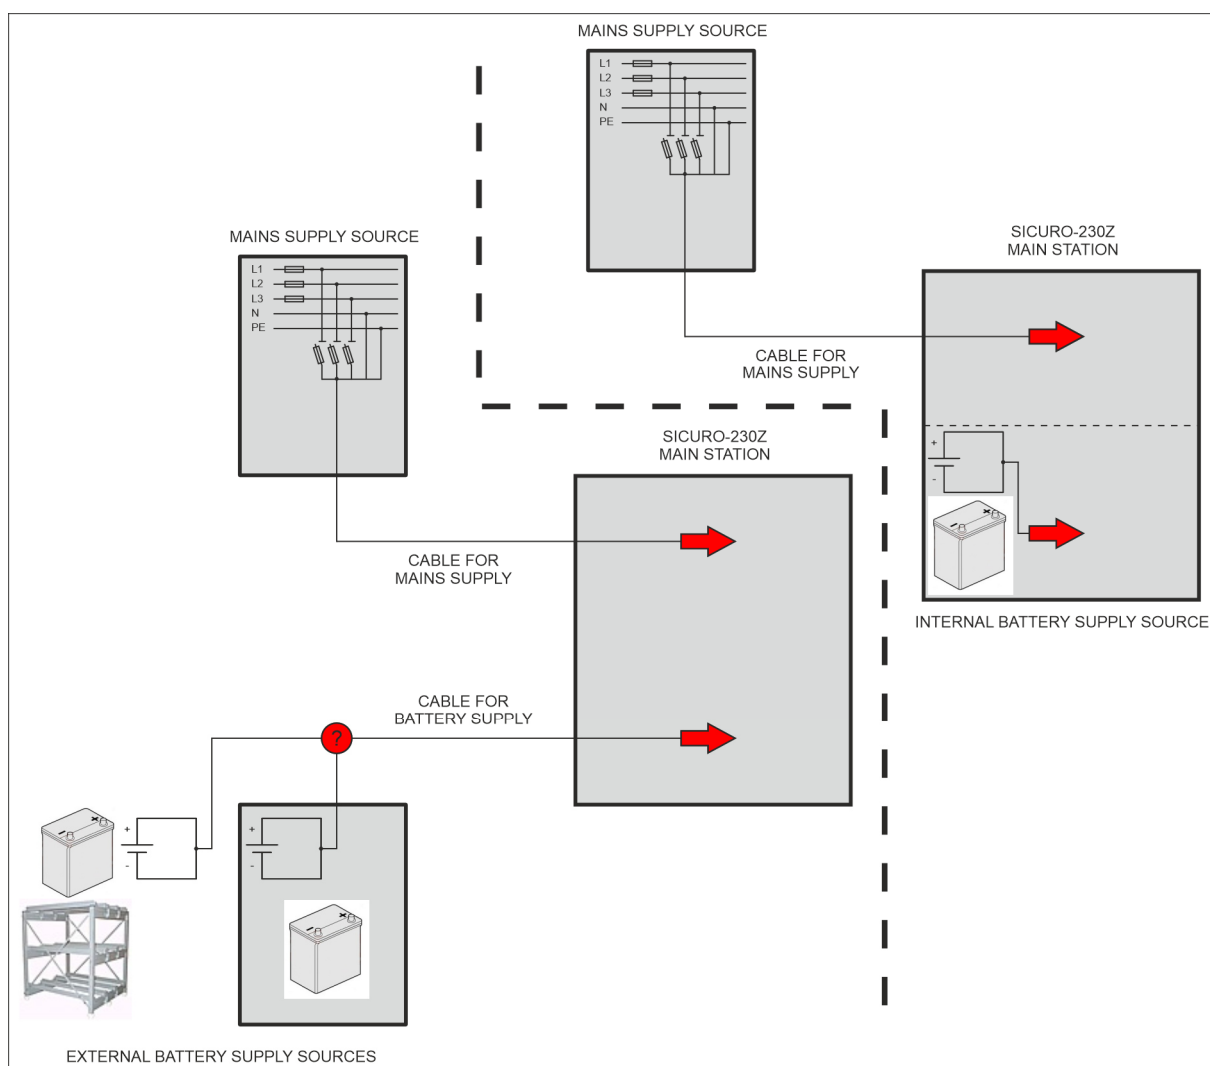 MAINS SUPPLY SOURCE
L1
L2
L3
N
PE
SICURO-230Z
MAIN STATION
CABLE FOR
MAINS SUPPLY
+
-
INTERNAL BATTERY SUPPLY SOURCE
MAINS SUPPLY SOURCE
L1
L2
L3
N
PE
SICURO-230Z
MAIN STATION
CABLE FOR
MAINS SUPPLY
CABLE FOR
BATTERY SUPPLY
?
+
-
+
-
EXTERNAL BATTERY SUPPLY SOURCES